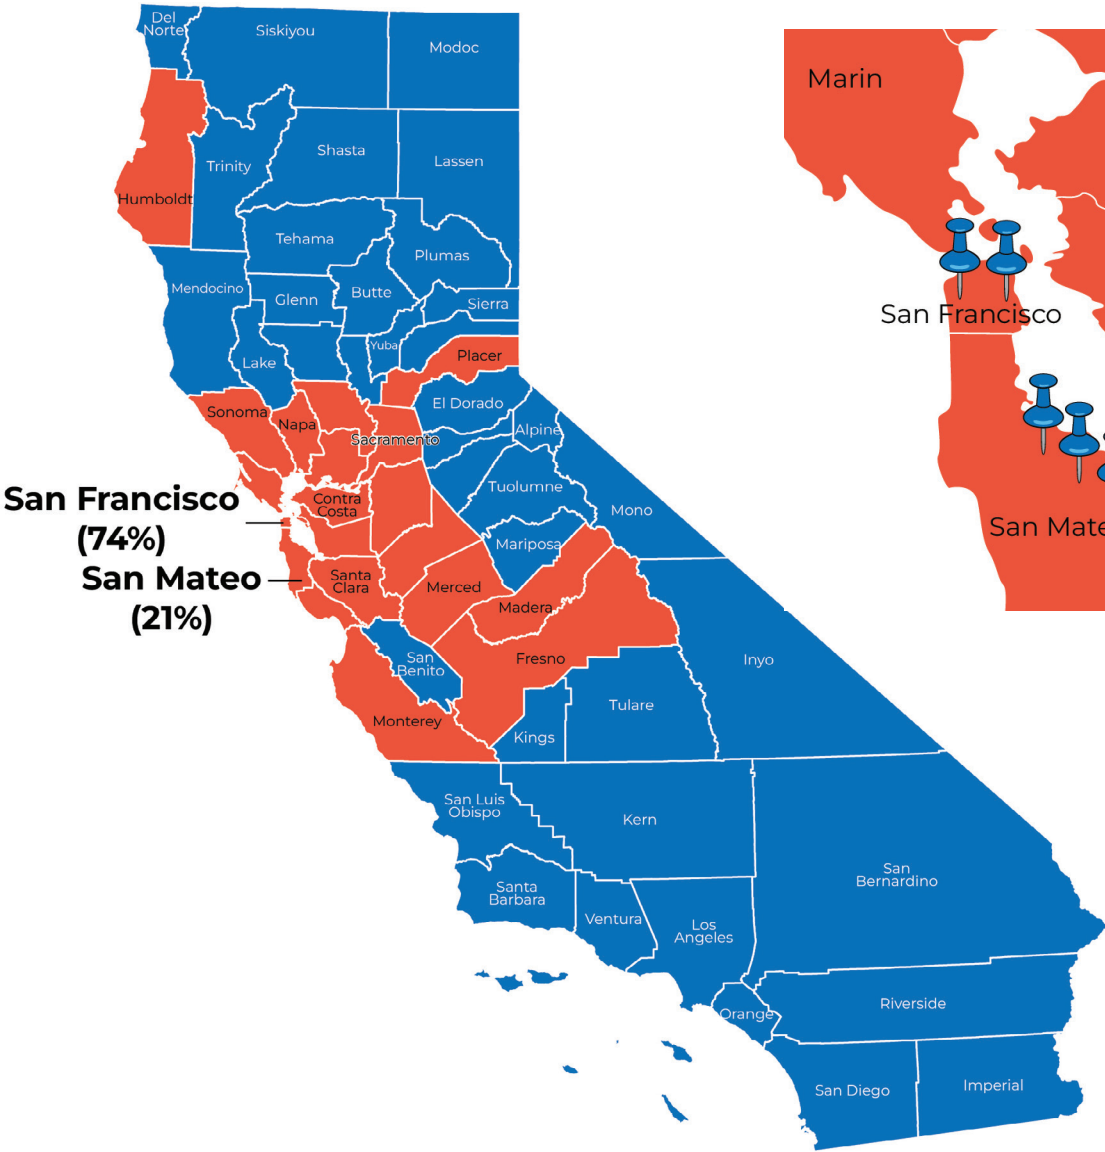 Del
Norte
Siskiyou
Modoc
Marin
Trinity
Shasta
Lassen
Humboldt
Tehama
Plumas
Mendocino
Glenn
Butte
Sierra
San Francisco
Lake
Yuba
Placer
Sonoma
Napa
Sacramento
El Dorado
Alpine
San Francisco
(74%)
Contra
Costa
Tuolumne
Mono
San Mate
Mariposa
San Mateo
(21%)
Santa
Clara
Merced
Madera
San
Benito
Fresno
Inyo
Monterey
Kings
Tulare
San Luis
Obispo
Kern
San
Bernardino
Santa
Barbara
Ventura
Los
Angeles
Orange
Riverside
San Diego
Imperial